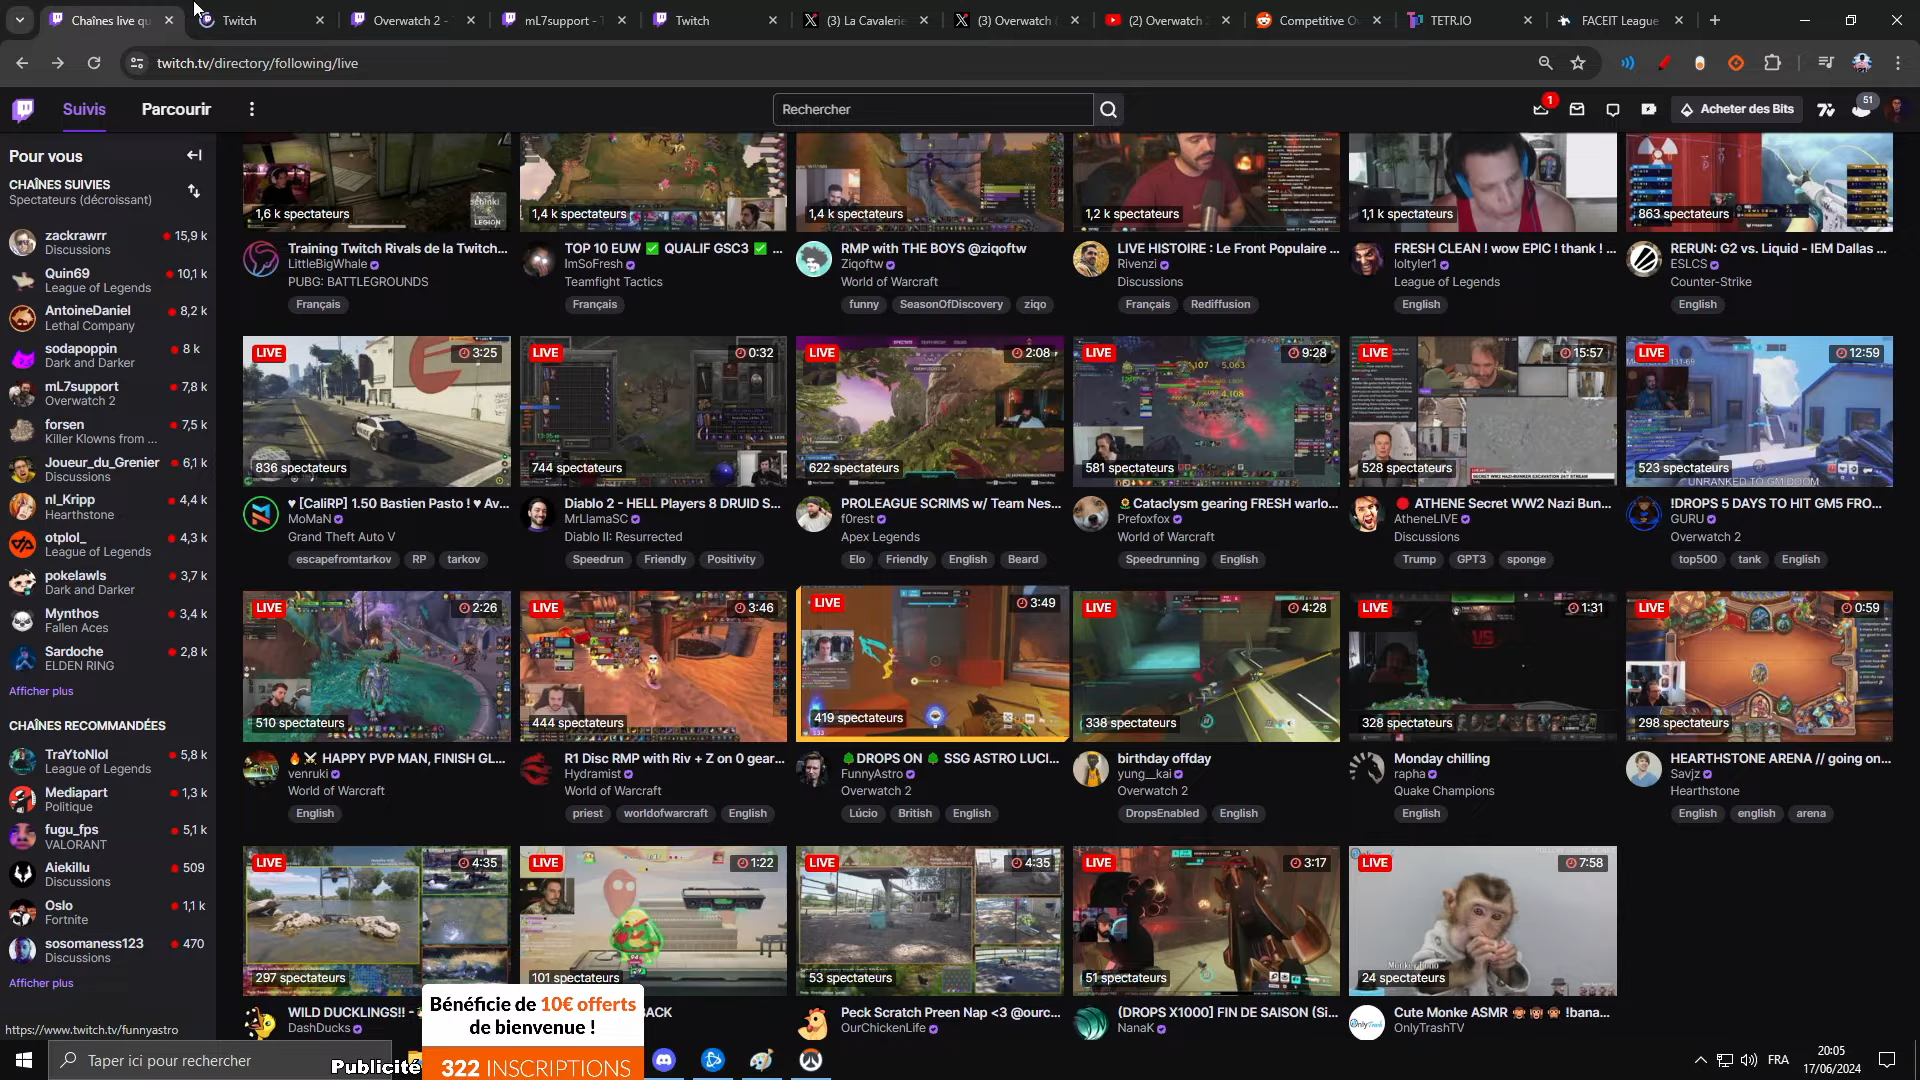 Chaînes live qu
Twitch
Overwatch 2 -
mL7support - T
Twitch
(3) La Cavalerie
(3) Overwatch (
(2) Overwatch 2
Competitive O
TETR.IO
FACEIT League
twitch.tv/directory/following/live
Suivis
Parcourir
Rechercher
1
Acheter des Bits
51
Pour vous
CHAÎNES SUIVIES
Spectateurs (décroissant)
zackrawrr
15,9 k
Discussions
Quin69
10,1 k
League of Legends
AntoineDaniel
8,2 k
Lethal Company
sodapoppin
8 k
Dark and Darker
mL7support
7,8 k
Overwatch 2
forsen
7,5 k
Killer Klowns from ...
Joueur_du_Grenier
6,1 k
Discussions
nl_Kripp
4,4 k
Hearthstone
otplol_
4,3 k
League of Legends
pokelawls
3,7 k
Dark and Darker
Mynthos
3,4 k
Fallen Aces
Sardoche
2,8 k
ELDEN RING
Afficher plus
CHAÎNES RECOMMANDÉES
TraYtoNlol
5,8 k
League of Legends
Mediapart
1,3 k
Politique
fugu_fps
5,1 k
VALORANT
Aiekillu
509
Discussions
Oslo
1,1 k
Fortnite
sosomaness123
470
Discussions
Afficher plus
https://www.twitch.tv/funnyastro
1,6 k spectateurs
Training Twitch Rivals de la Twitch...
LittleBigWhale
PUBG: BATTLEGROUNDS
Français
1,4 k spectateurs
TOP 10 EUW ✅ QUALIF GSC3 ✅ ...
ImSoFresh
Teamfight Tactics
Français
1,4 k spectateurs
RMP with THE BOYS @ziqoftw
Ziqoftw
World of Warcraft
funny SeasonOfDiscovery ziqo
1,2 k spectateurs
LIVE HISTOIRE : Le Front Populaire ...
Rivenzi
Discussions
Français Rediffusion
1,1 k spectateurs
FRESH CLEAN ! wow EPIC ! thank ! ...
loltyler1
League of Legends
English
863 spectateurs
RERUN: G2 vs. Liquid - IEM Dallas ...
ESLCS
Counter-Strike
English
LIVE
3:25
836 spectateurs
♥ [CaliRP] 1.50 Bastien Pasto ! ♥ Av...
MoMaN
Grand Theft Auto V
escapefromtarkov RP tarkov
LIVE
0:32
744 spectateurs
Diablo 2 - HELL Players 8 DRUID S...
MrLlamaSC
Diablo II: Resurrected
Speedrun Friendly Positivity
LIVE
2:08
622 spectateurs
PROLEAGUE SCRIMS w/ Team Nes...
f0rest
Apex Legends
Elo Friendly English Beard
LIVE
9:28
581 spectateurs
🌻Cataclysm gearing FRESH warlo...
Prefoxfox
World of Warcraft
Speedrunning English
LIVE
15:57
528 spectateurs
🔴 ATHENE Secret WW2 Nazi Bun...
AtheneLIVE
Discussions
Trump GPT3 sponge
LIVE
12:59
523 spectateurs
UNRANKED TO GM DOOM
!DROPS 5 DAYS TO HIT GM5 FRO...
GURU
Overwatch 2
top500 tank English
LIVE
2:26
510 spectateurs
🔥⚔ HAPPY PVP MAN, FINISH GL...
venruki
World of Warcraft
English
LIVE
3:46
444 spectateurs
R1 Disc RMP with Riv + Z on 0 gear...
Hydramist
World of Warcraft
priest worldofwarcraft English
LIVE
3:49
419 spectateurs
🌲DROPS ON 🌲 SSG ASTRO LUCI...
FunnyAstro
Overwatch 2
Lúcio British English
LIVE
4:28
338 spectateurs
birthday offday
yung__kai
Overwatch 2
DropsEnabled English
LIVE
1:31
VS
328 spectateurs
Monday chilling
rapha
Quake Champions
English
LIVE
0:59
298 spectateurs
HEARTHSTONE ARENA // going on...
Savjz
Hearthstone
English english arena
LIVE
4:35
297 spectateurs
WILD DUCKLINGS!! -
DashDucks
LIVE
1:22
101 spectateurs
ACK
LIVE
4:35
53 spectateurs
Peck Scratch Preen Nap <3 @ourc...
OurChickenLife
LIVE
3:17
51 spectateurs
(DROPS X1000] FIN DE SAISON (Si...
NanaK
LIVE
7:58
24 spectateurs
Cute Monke ASMR 🐵 🐵 🐵 !bana...
OnlyTrashTV
Bénéficie de 10€ offerts
de bienvenue !
322 INSCRIPTIONS
Publicité
Taper ici pour rechercher
FRA
20:05
17/06/2024